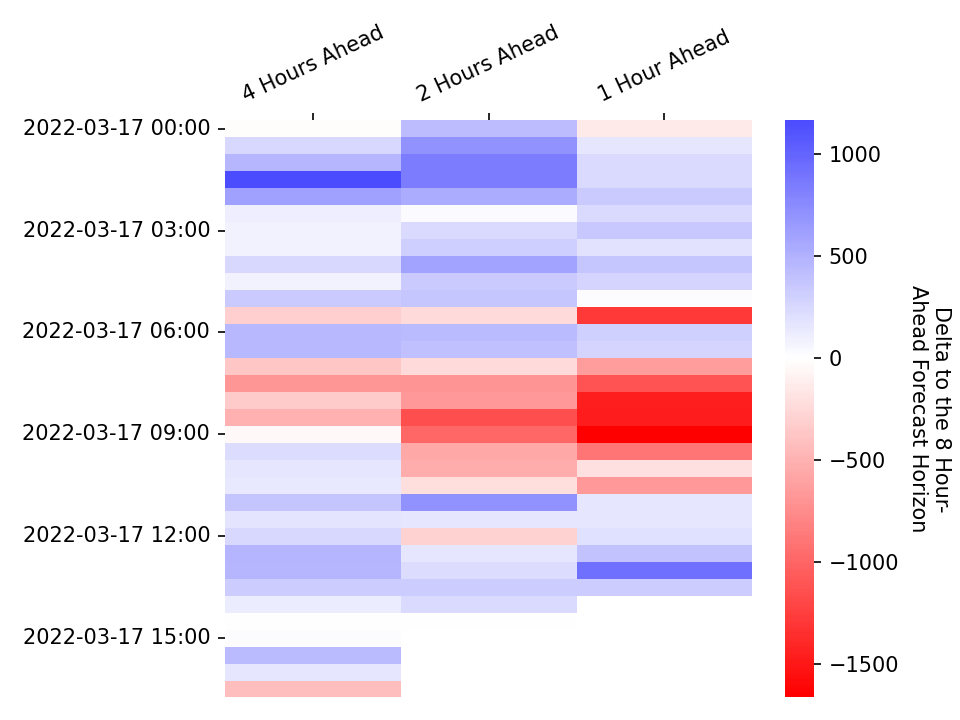 4 Hours Ahead
2 Hours Ahead
1 Hour Ahead
2022-03-17 00:00
2022-03-17 03:00
2022-03-17 06:00
2022-03-17 09:00
2022-03-17 12:00
2022-03-17 15:00
1000
500
0
−500
−1000
−1500
Delta to the 8 Hour-
Ahead Forecast Horizon